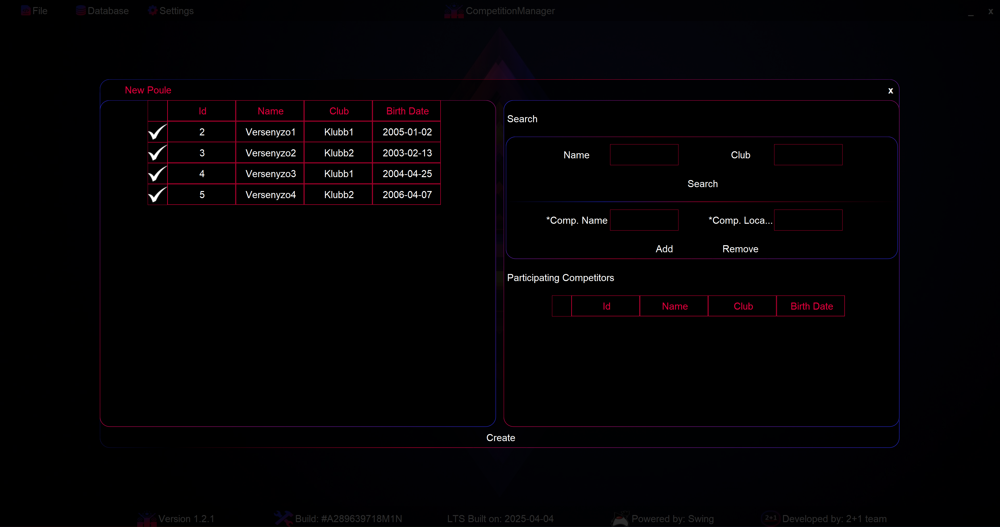 File Database Settings CompetitionManager _ x
New Poule x
Id Name Club Birth Date
2 Versenyzo1 Klubb1 2005-01-02
3 Versenyzo2 Klubb2 2003-02-13
4 Versenyzo3 Klubb1 2004-04-25
5 Versenyzo4 Klubb2 2006-04-07
Search
Name Club
Search
*Comp. Name *Comp. Loca...
Add Remove
Participating Competitors
Id Name Club Birth Date
Create
Version 1.2.1 Build: #A289639718M1N LTS Built on: 2025-04-04 Powered by: Swing 2+1 Developed by: 2+1 team